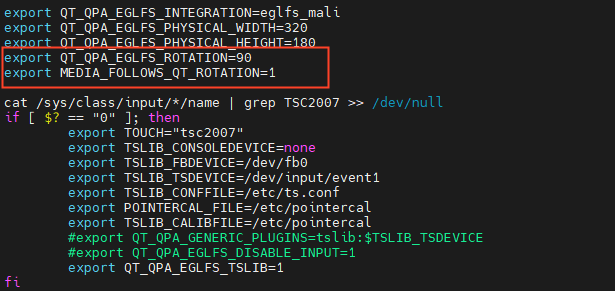 export QT_QPA_EGLFS_INTEGRATION=eglfs_mali
export QT_QPA_EGLFS_PHYSICAL_WIDTH=320
export QT_QPA_EGLFS_PHYSICAL_HEIGHT=180
export QT_QPA_EGLFS_ROTATION=90
export MEDIA_FOLLOWS_QT_ROTATION=1
cat /sys/class/input/*/name | grep TSC2007 >> /dev/null
if [ $? == "0" ]; then
export TOUCH="tsc2007"
export TSLIB_CONSOLEDEVICE=none
export TSLIB_FBDEVICE=/dev/fb0
export TSLIB_TSDEVICE=/dev/input/event1
export TSLIB_CONFFILE=/etc/ts.conf
export POINTERCAL_FILE=/etc/pointercal
export TSLIB_CALIBFILE=/etc/pointercal
#export QT_QPA_GENERIC_PLUGINS=tslib:$TSLIB_TSDEVICE
#export QT_QPA_EGLFS_DISABLE_INPUT=1
export QT_QPA_EGLFS_TSLIB=1
fi